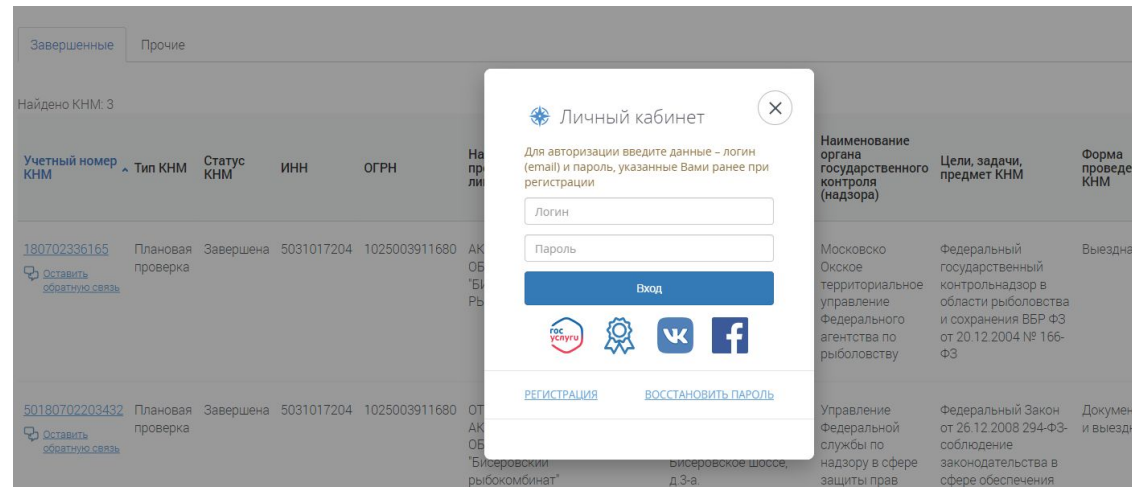 Завершенные
Прочие
Найдено КНМ: 3
Учетный номер
КНМ
Тип КНМ
Статус
КНМ
ИНН
ОГРН
Наименование
органа
государственного
контроля
(надзора)
Цели, задачи,
предмет КНМ
Форма
КНМ
180702336165
Оставить
обратную связь
Плановая
проверка
Завершена
5031017204
1025003911680
Московско
Окское
территориальное
управление
Федерального
агентства по
рыболовству
Федеральный
государственный
контрольнадзор в
области рыболовства
и сохранения ВБР ФЗ
от 20.12.2004 № 166-
ФЗ
50180702203432
Оставить
обратную связь
Плановая
проверка
Завершена
5031017204
1025003911680
"Бисеровский
рыбокомбинат"
Бисеровское шоссе,
д.3-а.
Управление
Федеральной
службы по
надзору в сфере
защиты прав
Федеральный Закон
от 26.12.2008 294-ФЗ-
соблюдение
законодательства в
сфере обеспечения
и
Личный кабинет
Для авторизации введите данные – логин
(email) и пароль, указанные Вами ранее при
регистрации
Логин
Пароль
Вход
гос
услуги
РЕГИСТРАЦИЯ
ВОССТАНОВИТЬ ПАРОЛЬ